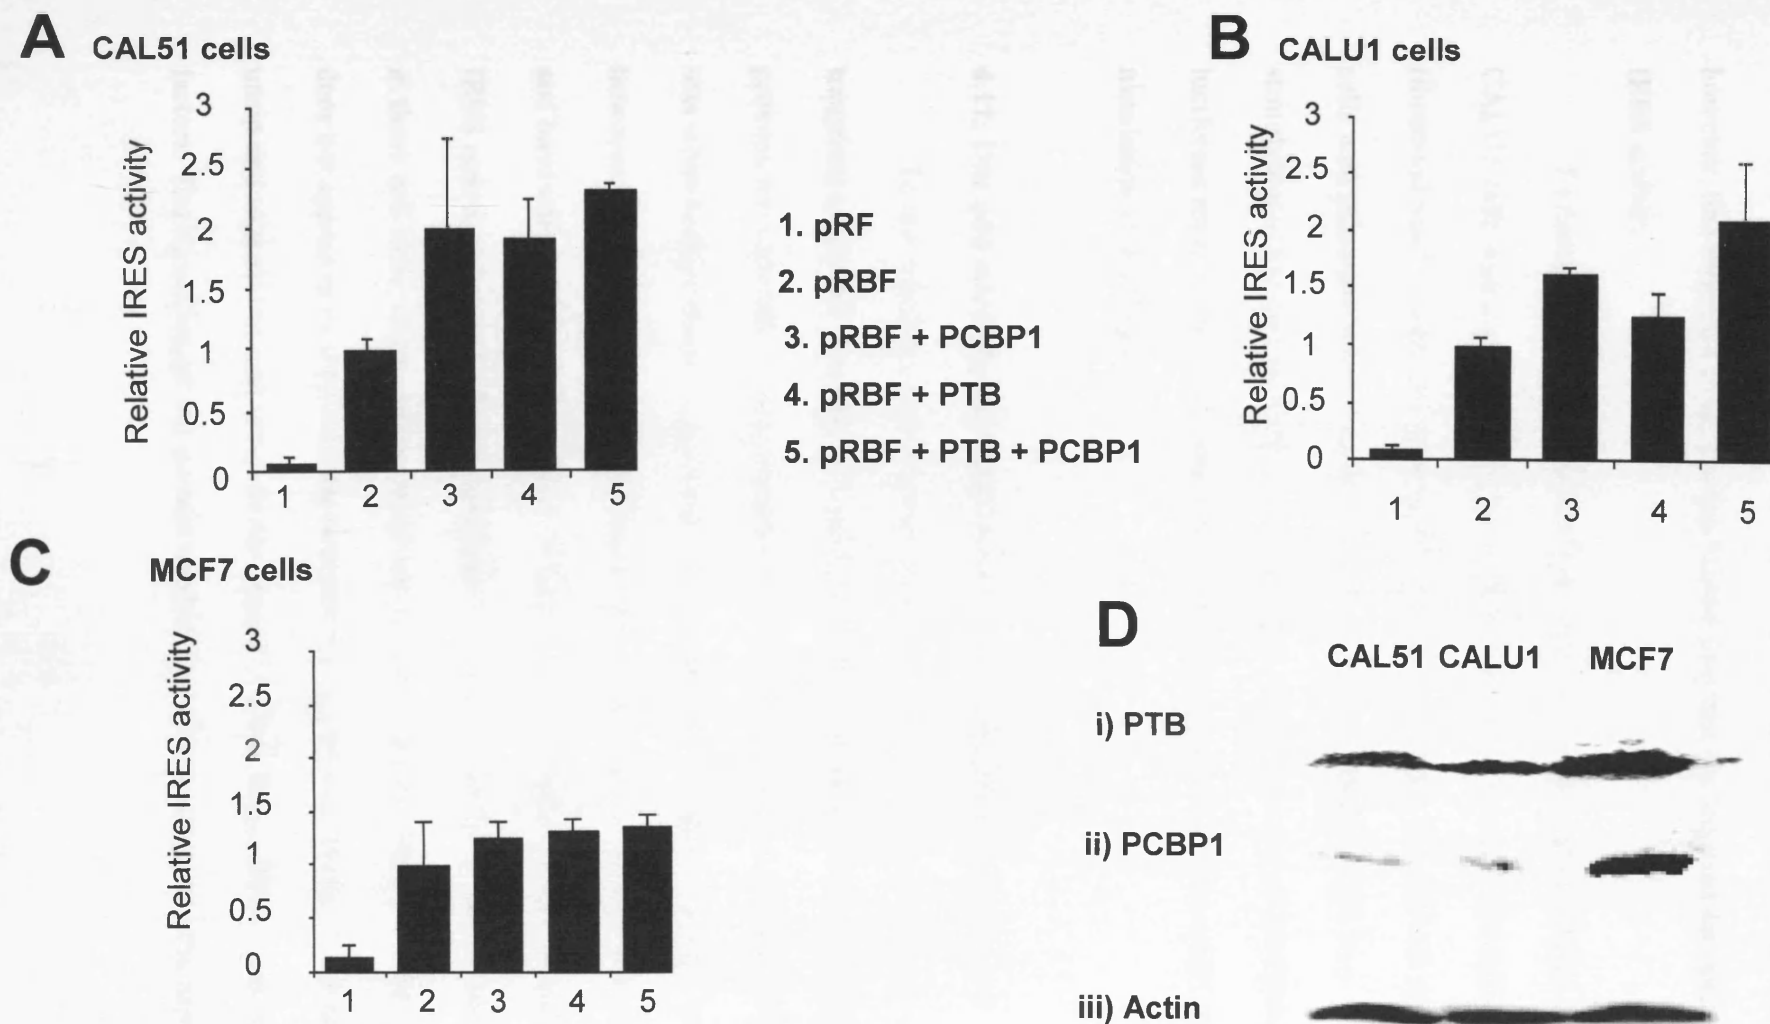 A CAL51 cells
Relative IRES activity
3
2.5
2
1.5
1
0.5
0
1 2 3 4 5
1. pRF
2. pRBF
3. pRBF + PCBP1
4. pRBF + PTB
5. pRBF + PTB + PCBP1
B CALU1 cells
Relative IRES activity
3
2.5
2
1.5
1
0.5
0
1 2 3 4 5
C MCF7 cells
Relative IRES activity
3
2.5
2
1.5
1
0.5
0
1 2 3 4 5
D
CAL51 CALU1 MCF7
i) PTB
ii) PCBP1
iii) Actin